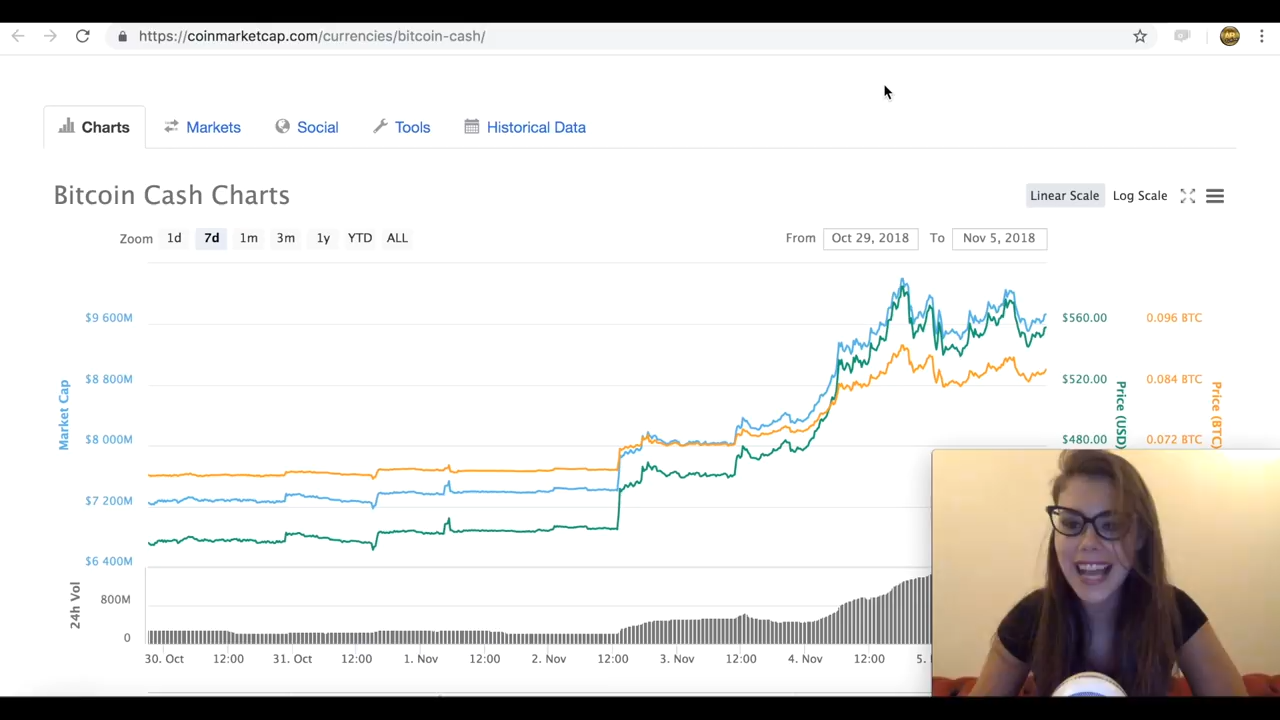 https://coinmarketcap.com/currencies/bitcoin-cash/
Charts Markets Social Tools Historical Data
Bitcoin Cash Charts
Linear Scale Log Scale
Zoom 1d 7d 1m 3m 1y YTD ALL From Oct 29, 2018 To Nov 5, 2018
$9 600M $560.00 0.096 BTC
$8 800M $520.00 0.084 BTC
Market Cap
Price (USD)
Price (BTC)
$8 000M $480.00 0.072 BTC
$7 200M
$6 400M
24h Vol
800M
0
30. Oct 12:00 31. Oct 12:00 1. Nov 12:00 2. Nov 12:00 3. Nov 12:00 4. Nov 12:00 5.